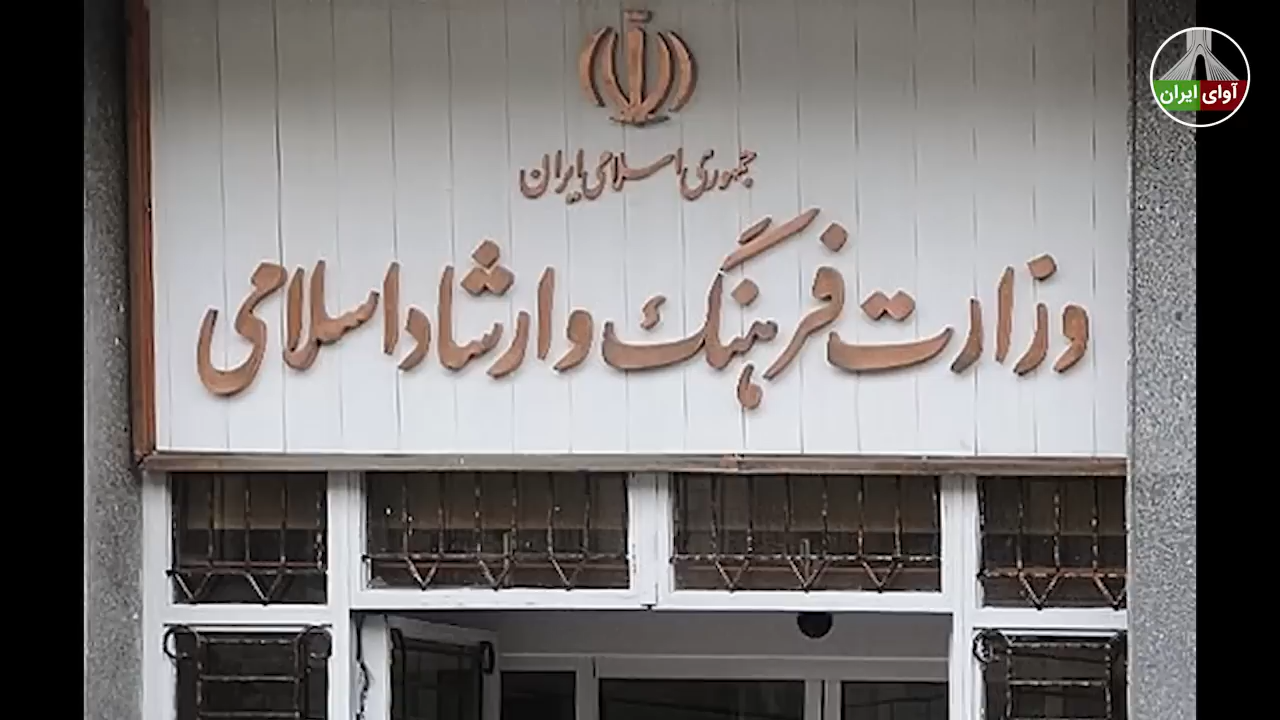 جمهوری اسلامی ایران
وزارت فرهنگ و ارشاد اسلامی
آوای ایران